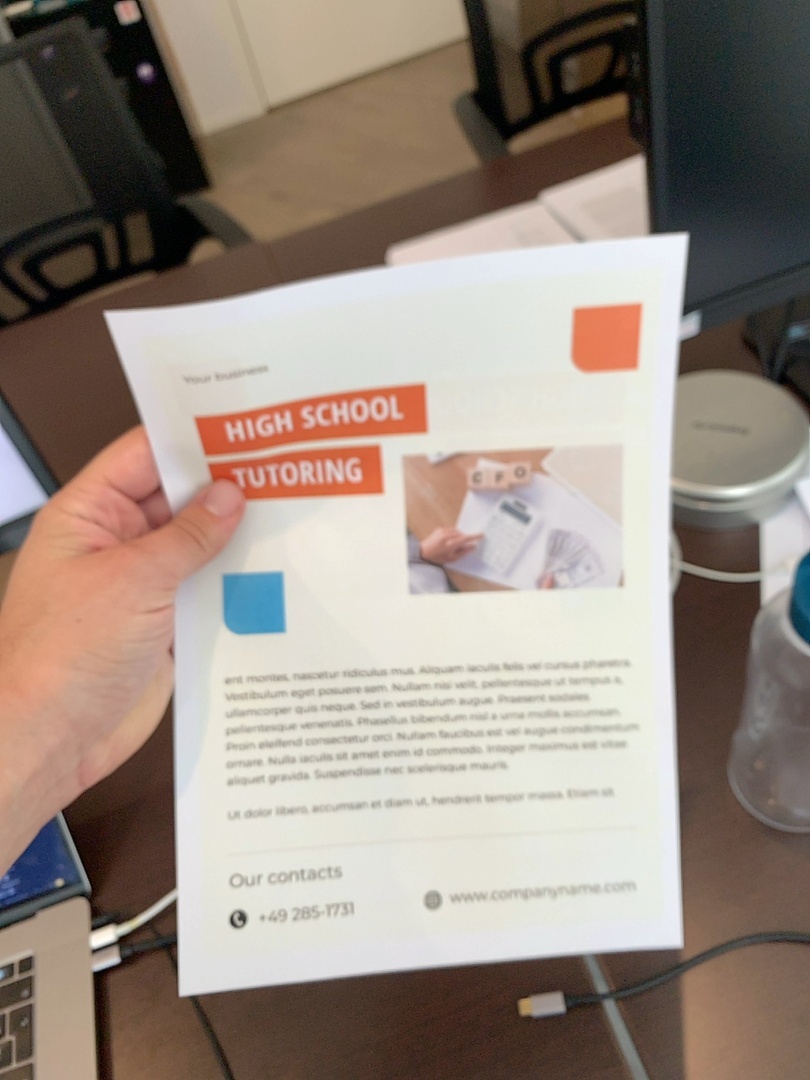 Your business
HIGH SCHOOL
TUTORING
C F O
ent montes, nascetur ridiculus mus. Aliquam iaculis felis vel cursus pharetra.
Vestibulum eget posuere sem. Nullam nisi velit, pellentesque ut tempus a,
ullamcorper quis neque. Sed in vestibulum augue. Praesent sodales
pellentesque venenatis. Phasellus bibendum nisl a urna mollis accumsan.
Proin eleifend consectetur orci. Nullam faucibus est vel augue condimentum
ornare. Nulla iaculis sit amet enim id commodo. Integer maximus est vitae
aliquet gravida. Suspendisse nec scelerisque mauris.
Ut dolor libero, accumsan et diam ut, hendrerit tempor massa. Etiam sit
Our contacts
+49 285-1731
www.companyname.com